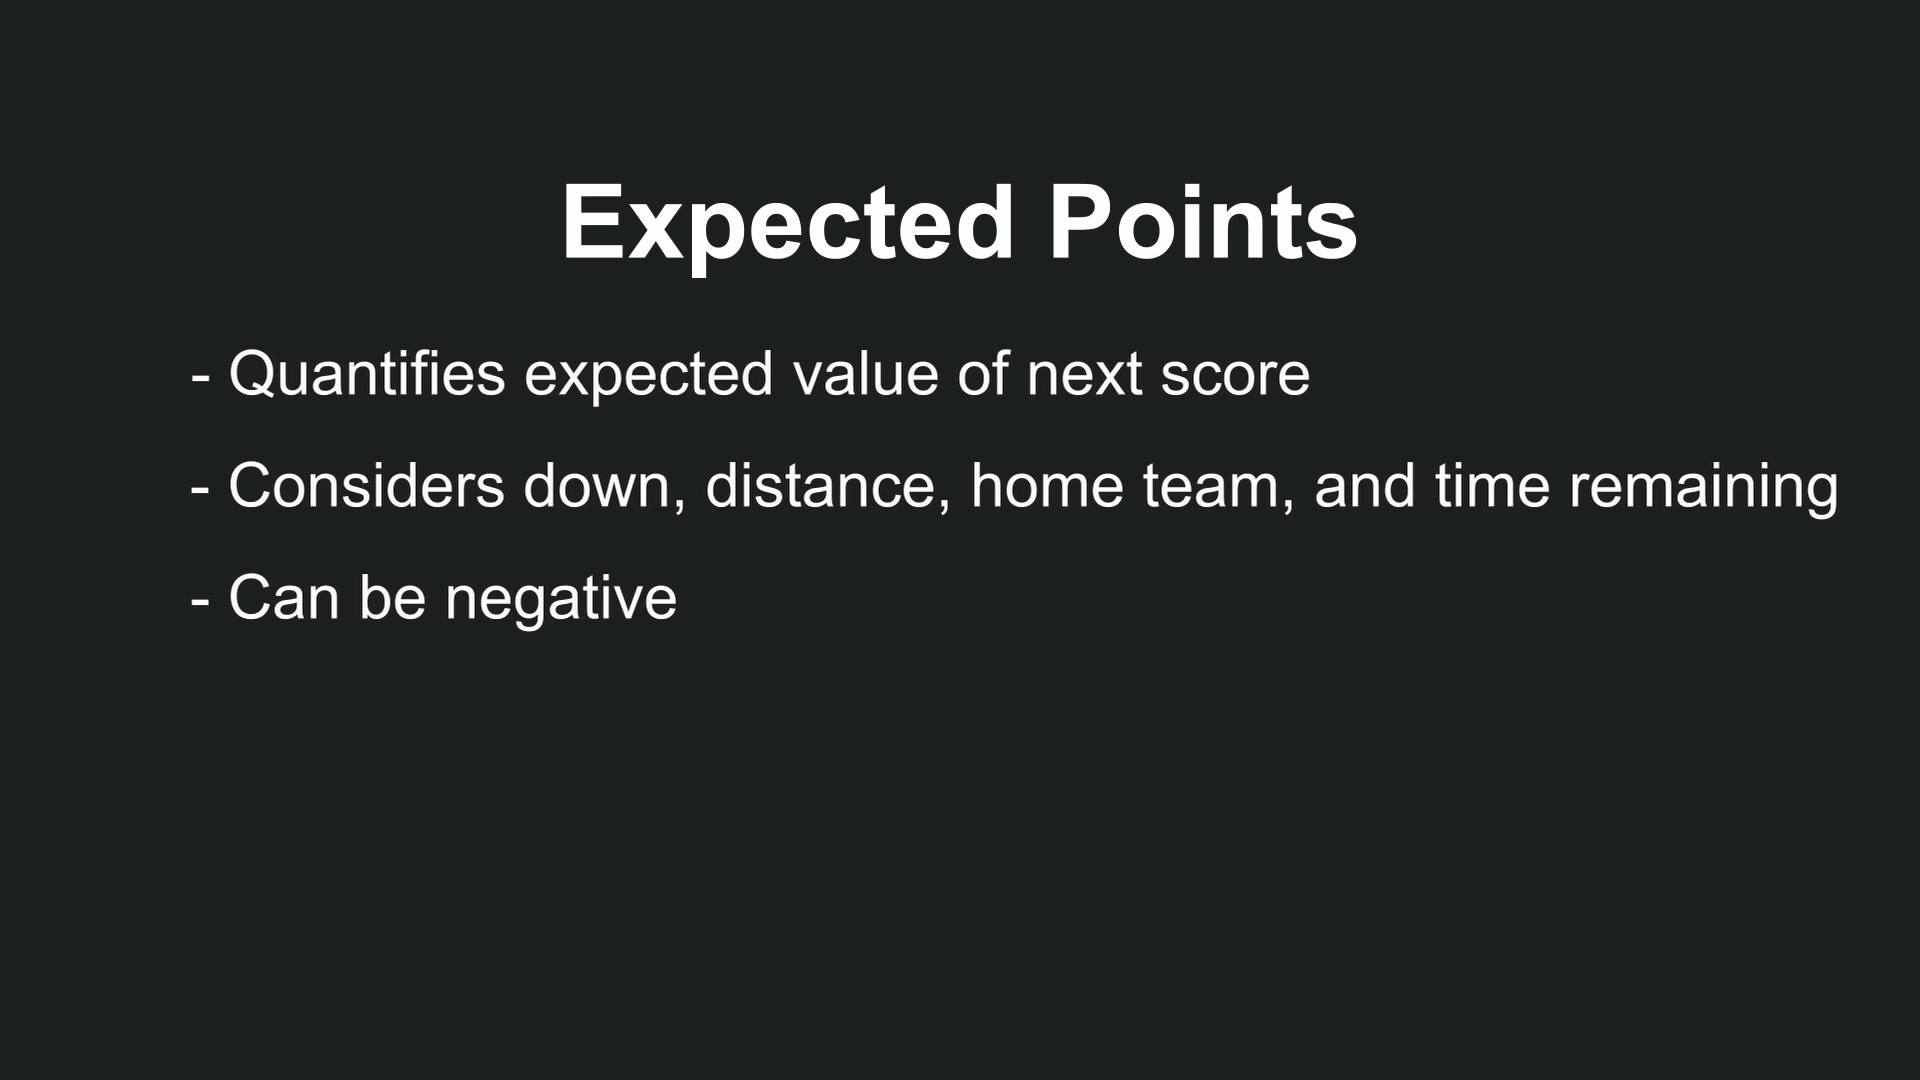 Expected Points
- Quantifies expected value of next score
- Considers down, distance, home team, and time remaining
- Can be negative